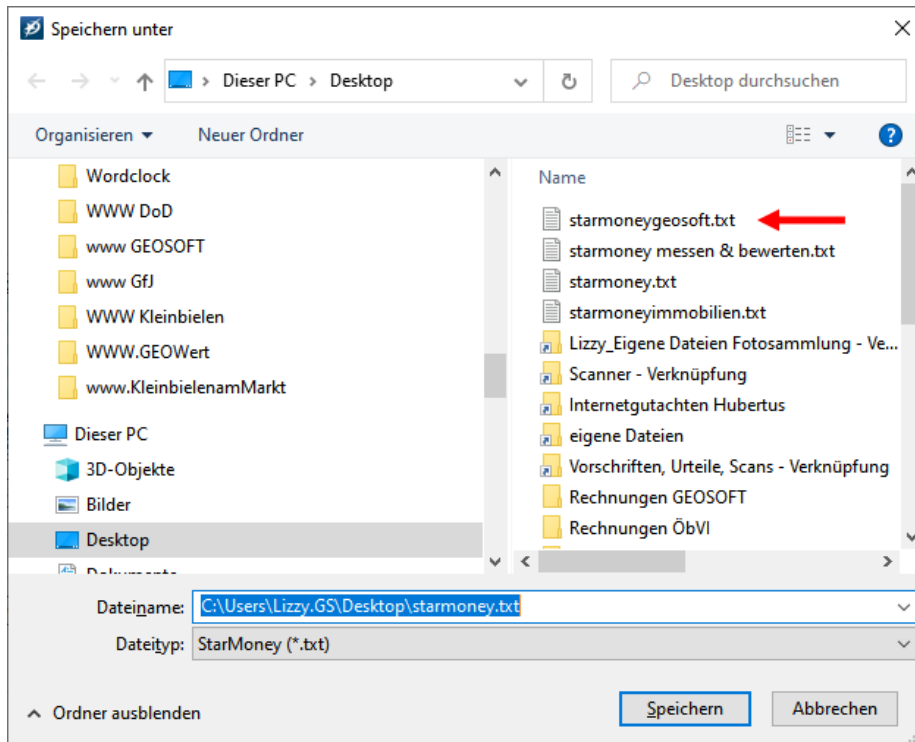 Speichern unter
Dieser PC > Desktop
Desktop durchsuchen
Organisieren
Neuer Ordner
Wordclock
WWW DoD
www GEOSOFT
www GfJ
WWW Kleinbielen
WWW.GEOWert
www.KleinbielenamMarkt
Dieser PC
3D-Objekte
Bilder
Desktop
Dokumente
Name
starmoneygeosoft.txt
starmoney messen & bewerten.txt
starmoney.txt
starmoneyimmobilien.txt
Lizzy_Eigene Dateien Fotosammlung - Ve...
Scanner - Verknüpfung
Internetgutachten Hubertus
eigene Dateien
Vorschriften, Urteile, Scans - Verknüpfung
Rechnungen GEOSOFT
Rechnungen ÖbVI
Dateiname: C:\Users\Lizzy.GS\Desktop\starmoney.txt
Dateityp: StarMoney (*.txt)
Ordner ausblenden
Speichern
Abbrechen